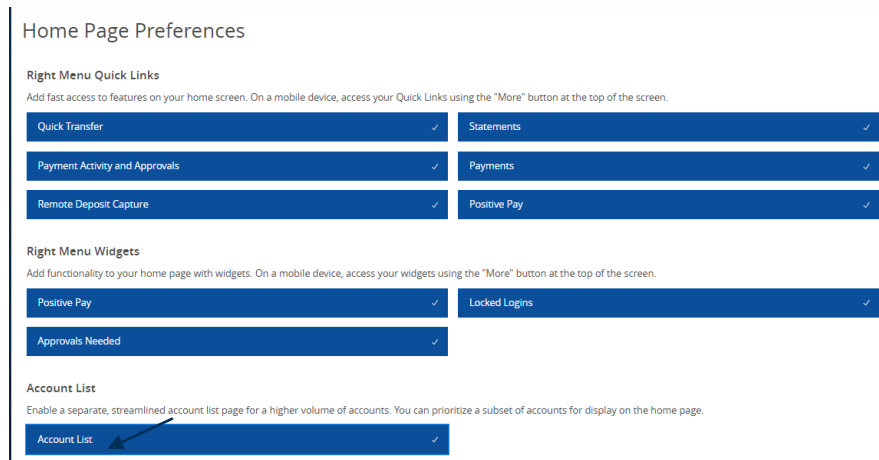 Home Page Preferences
Right Menu Quick Links
Add fast access to features on your home screen. On a mobile device, access your Quick Links using the "More" button at the top of the screen.
Quick Transfer
Statements
Payment Activity and Approvals
Payments
Remote Deposit Capture
Positive Pay
Right Menu Widgets
Add functionality to your home page with widgets. On a mobile device, access your widgets using the "More" button at the top of the screen.
Positive Pay
Locked Logins
Approvals Needed
Account List
Enable a separate, streamlined account list page for a higher volume of accounts. You can prioritize a subset of accounts for display on the home page.
Account List